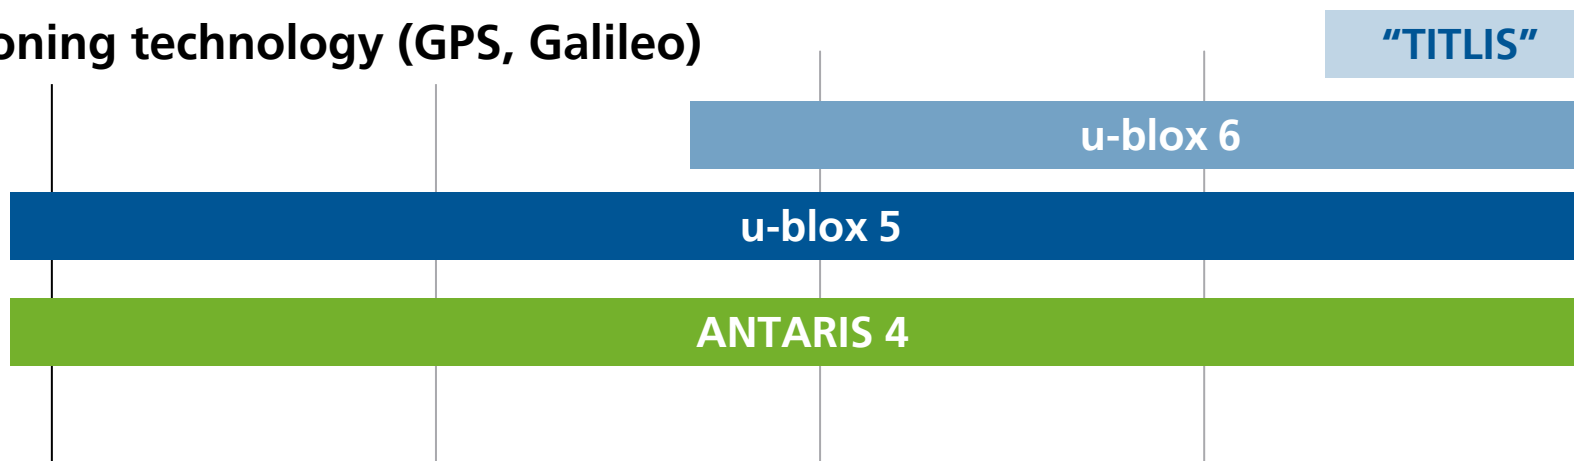 oning technology (GPS, Galileo)
“TITLIS”
u-blox 6
u-blox 5
ANTARIS 4